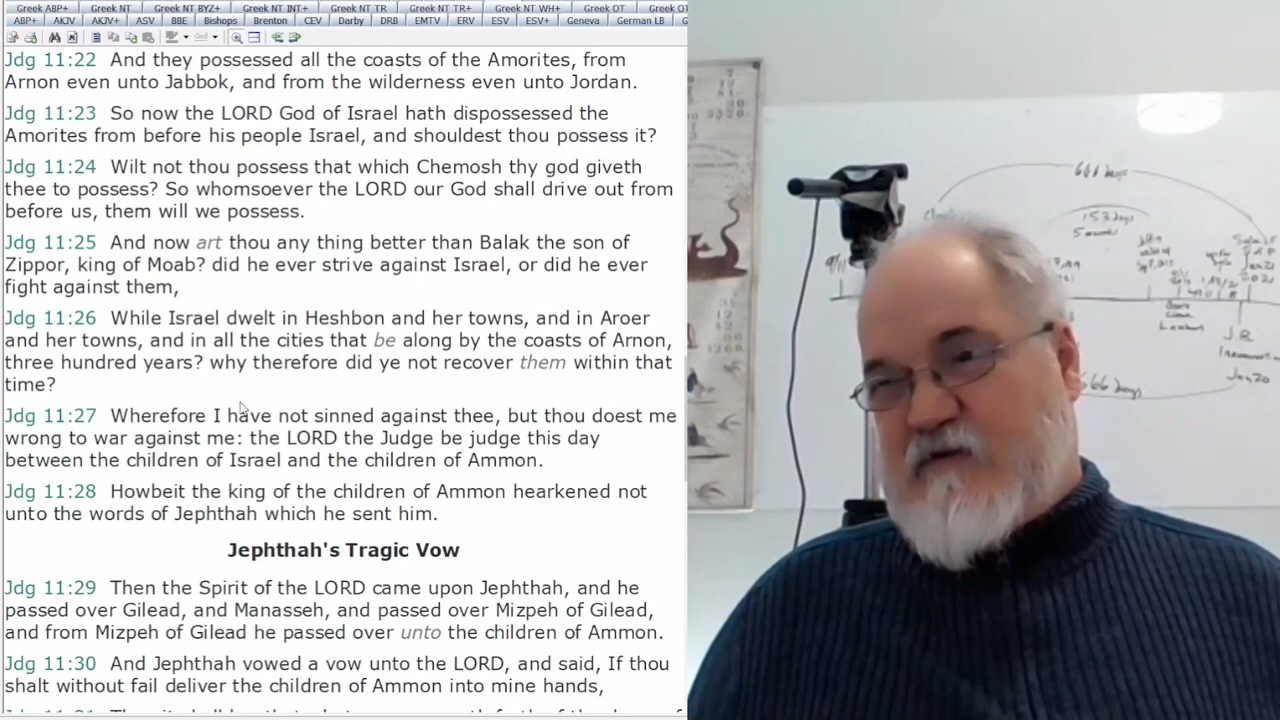 Greek ABP+ Greek NT Greek NT BYZ+ Greek NT INT+ Greek NT TR Greek NT TR+ Greek NT WH+ Greek OT
ABP+ AKJV AKJV+ ASV BBE Bishops Brenton CEV Darby DRB EMTV ERV ESV ESV+ Geneva German LB
Jdg 11:22 And they possessed all the coasts of the Amorites, from
Arnon even unto Jabbok, and from the wilderness even unto Jordan.
Jdg 11:23 So now the LORD God of Israel hath dispossessed the
Amorites from before his people Israel, and shouldest thou possess it?
Jdg 11:24 Wilt not thou possess that which Chemosh thy god giveth
thee to possess? So whomsoever the LORD our God shall drive out from
before us, them will we possess.
Jdg 11:25 And now art thou any thing better than Balak the son of
Zippor, king of Moab? did he ever strive against Israel, or did he ever
fight against them,
Jdg 11:26 While Israel dwelt in Heshbon and her towns, and in Aroer
and her towns, and in all the cities that be along by the coasts of Arnon,
three hundred years? why therefore did ye not recover them within that
time?
Jdg 11:27 Wherefore I have not sinned against thee, but thou doest me
wrong to war against me: the LORD the Judge be judge this day
between the children of Israel and the children of Ammon.
Jdg 11:28 Howbeit the king of the children of Ammon hearkened not
unto the words of Jephthah which he sent him.
Jephthah's Tragic Vow
Jdg 11:29 Then the Spirit of the LORD came upon Jephthah, and he
passed over Gilead, and Manasseh, and passed over Mizpeh of Gilead,
and from Mizpeh of Gilead he passed over unto the children of Ammon.
Jdg 11:30 And Jephthah vowed a vow unto the LORD, and said, If thou
shalt without fail deliver the children of Ammon into mine hands,
153 days
9/11
J.R.
Jan 20